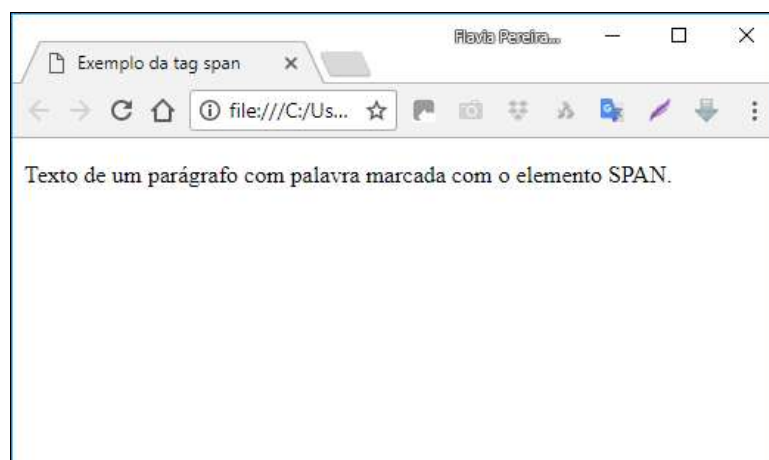 Flavia Pereira...
Exemplo da tag span
file:///C:/Us...
Texto de um parágrafo com palavra marcada com o elemento SPAN.